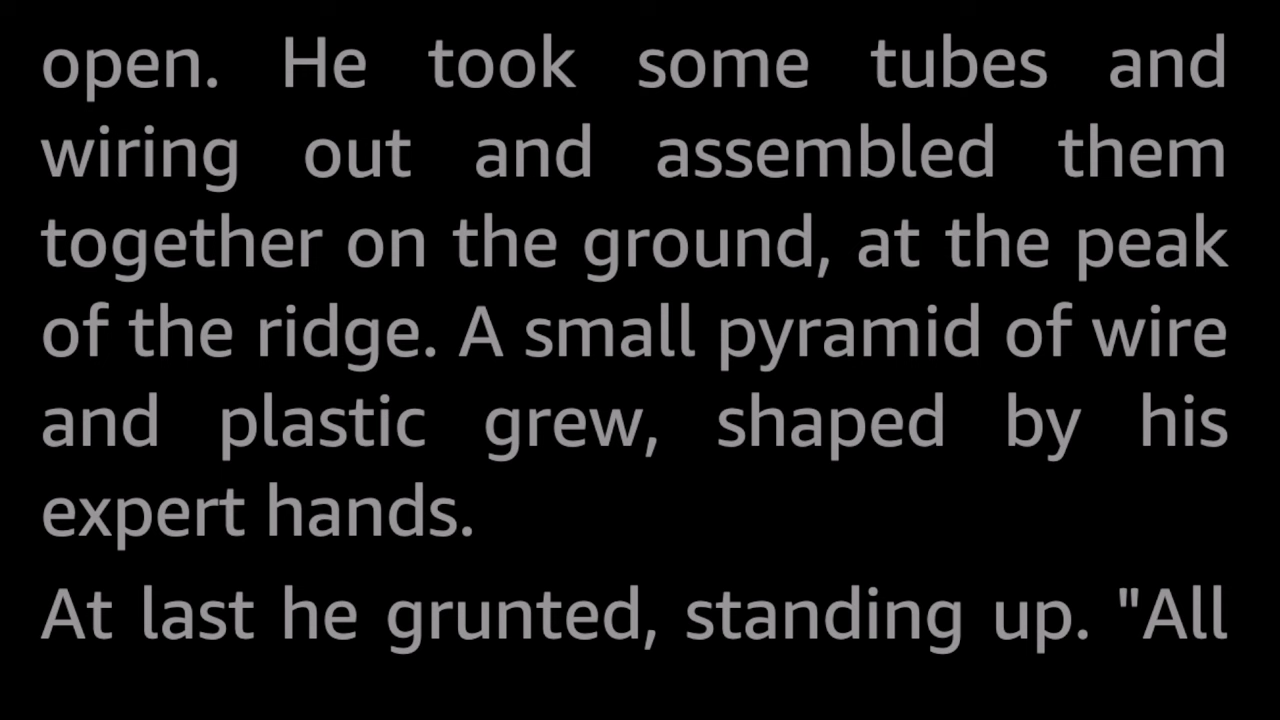 open. He took some tubes and
wiring out and assembled them
together on the ground, at the peak
of the ridge. A small pyramid of wire
and plastic grew, shaped by his
expert hands.
At last he grunted, standing up. "All